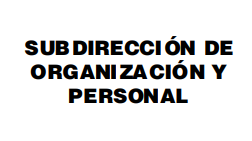 SUBDIRECCIÓN DE
ORGANIZACIÓN Y
PERSONAL